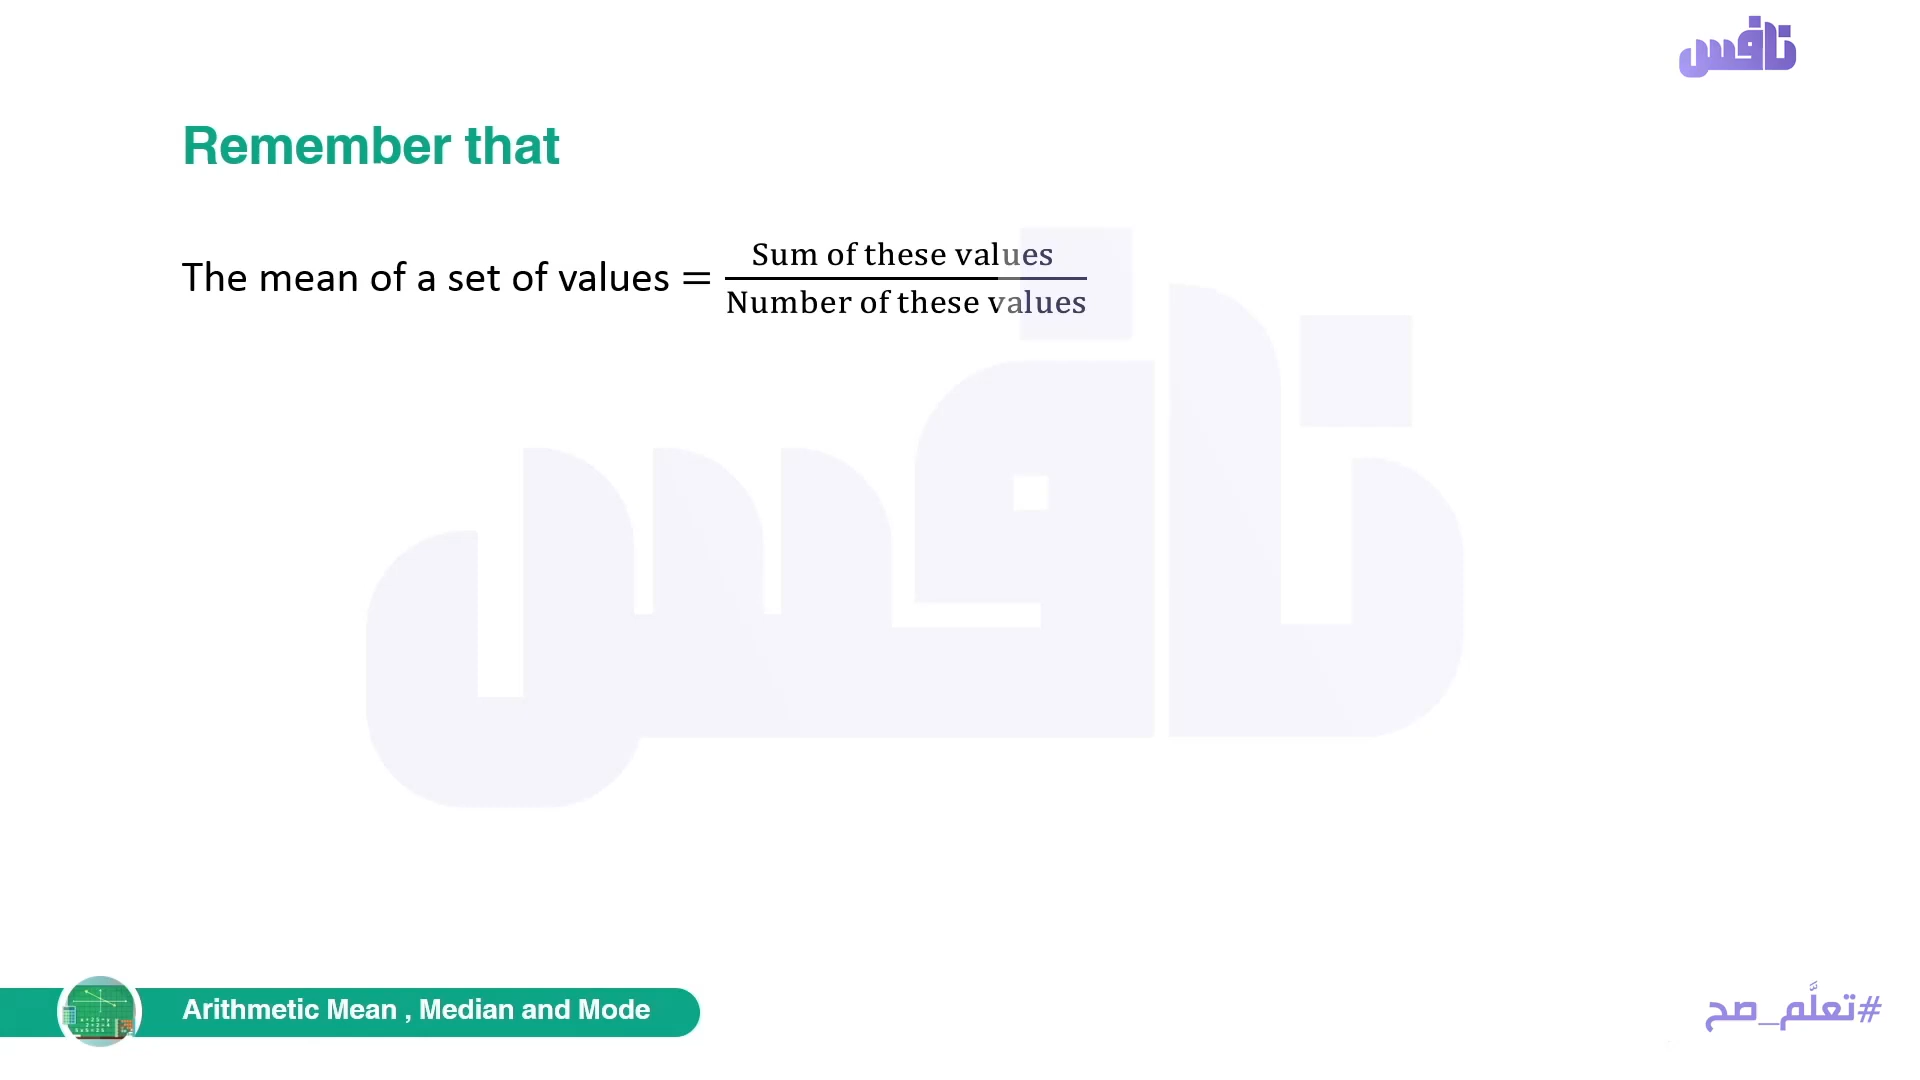 نافس
Remember that
The mean of a set of values = Sum of these values / Number of these values
نافس
Arithmetic Mean , Median and Mode
#تعلَّم_صح